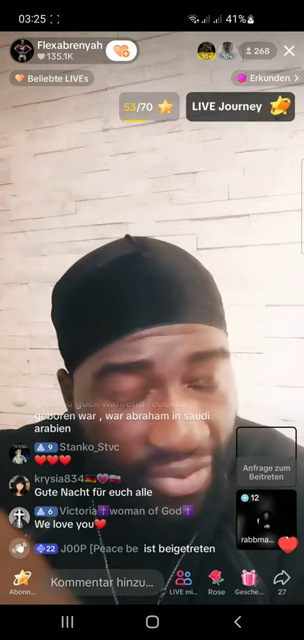 03:25
41%
Flexabrenyah
135.1K
10+
10+
268
Beliebte LIVEs
Erkunden >
53/70
LIVE Journey
geboren war , war abraham in saudi
arabien
9 Stanko_Stvc
krysia834
Gute Nacht für euch alle
6 Victoria woman of God
We love you
22 J00P [Peace be ist beigetreten
Anfrage zum
Beitreten
12
rabbma...
Abonn...
Kommentar hinzu...
LIVE mi...
Rose
Gesche...
27